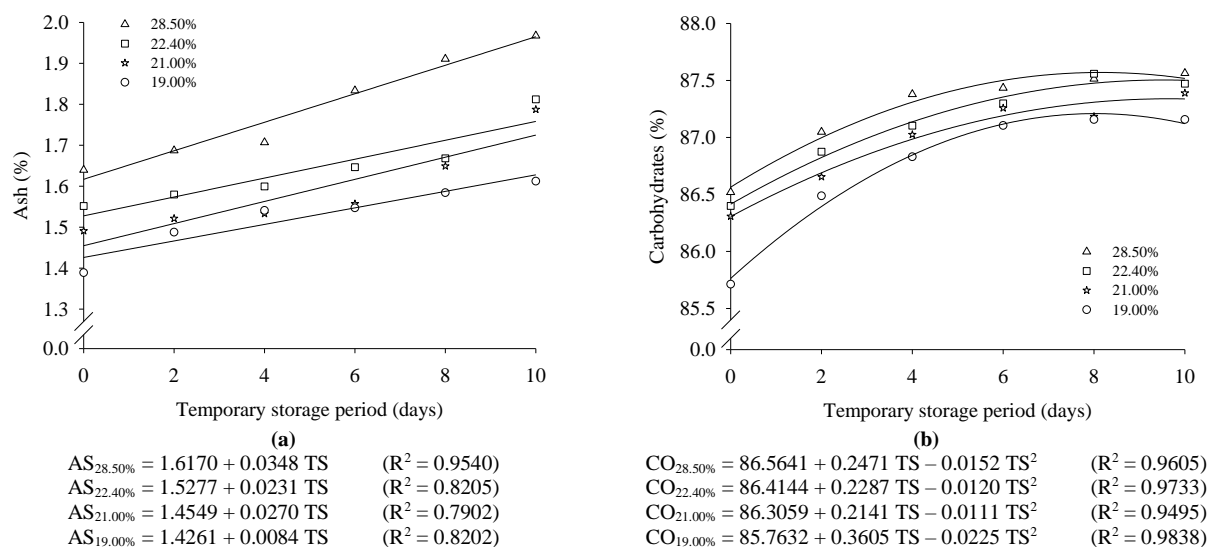 2.0
1.9
1.8
1.7
1.6
1.5
1.4
1.3
0.0
Ash (%)
28.50%
22.40%
21.00%
19.00%
0 2 4 6 8 10
Temporary storage period (days)
(a)
AS28.50% = 1.6170 + 0.0348 TS (R² = 0.9540)
AS22.40% = 1.5277 + 0.0231 TS (R² = 0.8205)
AS21.00% = 1.4549 + 0.0270 TS (R² = 0.7902)
AS19.00% = 1.4261 + 0.0084 TS (R² = 0.8202)
88.0
87.5
87.0
86.5
86.0
85.5
0.0
Carbohydrates (%)
28.50%
22.40%
21.00%
19.00%
0 2 4 6 8 10
Temporary storage period (days)
(b)
CO28.50% = 86.5641 + 0.2471 TS – 0.0152 TS² (R² = 0.9605)
CO22.40% = 86.4144 + 0.2287 TS – 0.0120 TS² (R² = 0.9733)
CO21.00% = 86.3059 + 0.2141 TS – 0.0111 TS² (R² = 0.9495)
CO19.00% = 85.7632 + 0.3605 TS – 0.0225 TS² (R² = 0.9838)